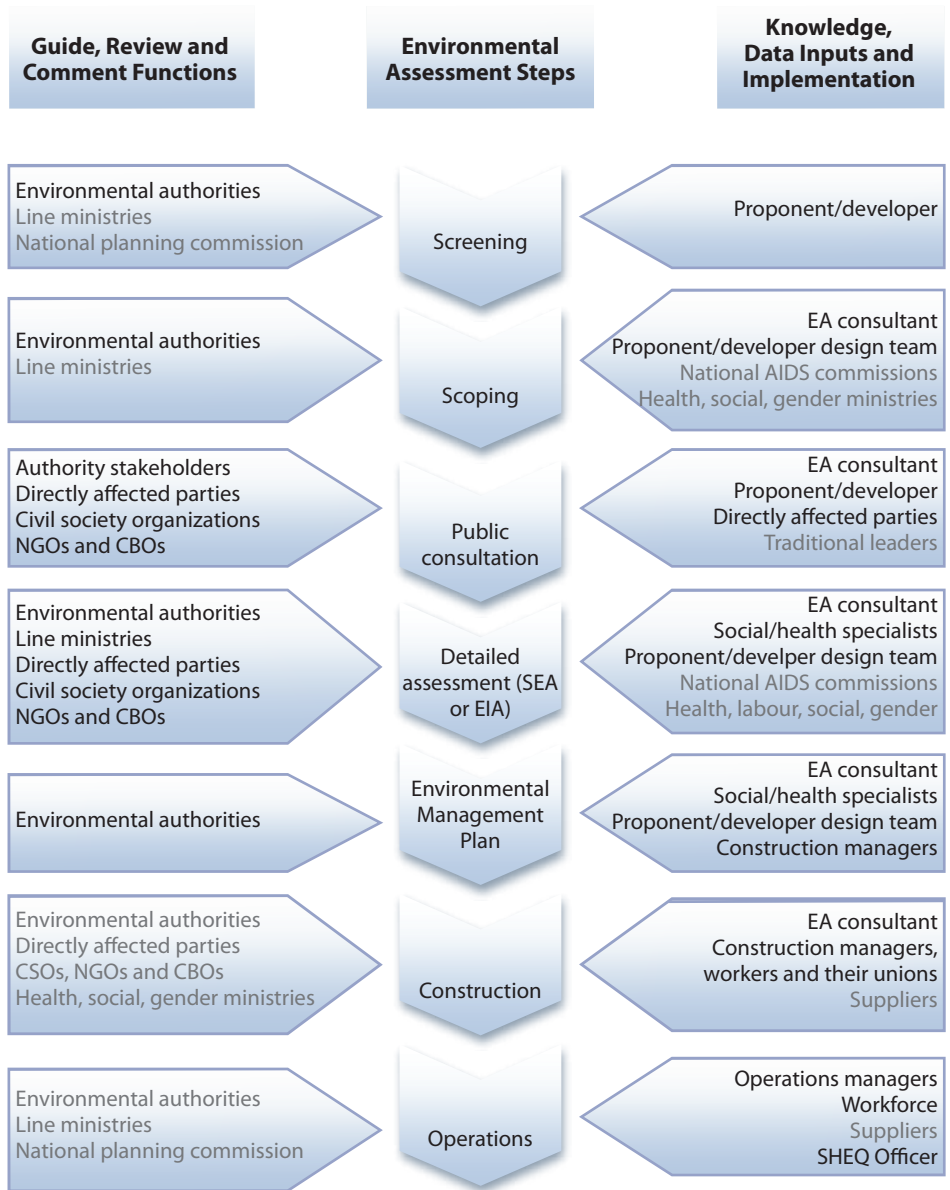 Guide, Review and
Comment Functions
Environmental
Assessment Steps
Knowledge,
Data Inputs and
Implementation
Environmental authorities
Line ministries
National planning commission
Screening
Proponent/developer
Environmental authorities
Line ministries
Scoping
EA consultant
Proponent/developer design team
National AIDS commissions
Health, social, gender ministries
Authority stakeholders
Directly affected parties
Civil society organizations
NGOs and CBOs
Public
consultation
EA consultant
Proponent/developer
Directly affected parties
Traditional leaders
Environmental authorities
Line ministries
Directly affected parties
Civil society organizations
NGOs and CBOs
Detailed
assessment (SEA
or EIA)
EA consultant
Social/health specialists
Proponent/develper design team
National AIDS commissions
Health, labour, social, gender
Environmental authorities
Environmental
Management
Plan
EA consultant
Social/health specialists
Proponent/developer design team
Construction managers
Environmental authorities
Directly affected parties
CSOs, NGOs and CBOs
Health, social, gender ministries
Construction
EA consultant
Construction managers,
workers and their unions
Suppliers
Environmental authorities
Line ministries
National planning commission
Operations
Operations managers
Workforce
Suppliers
SHEQ Officer